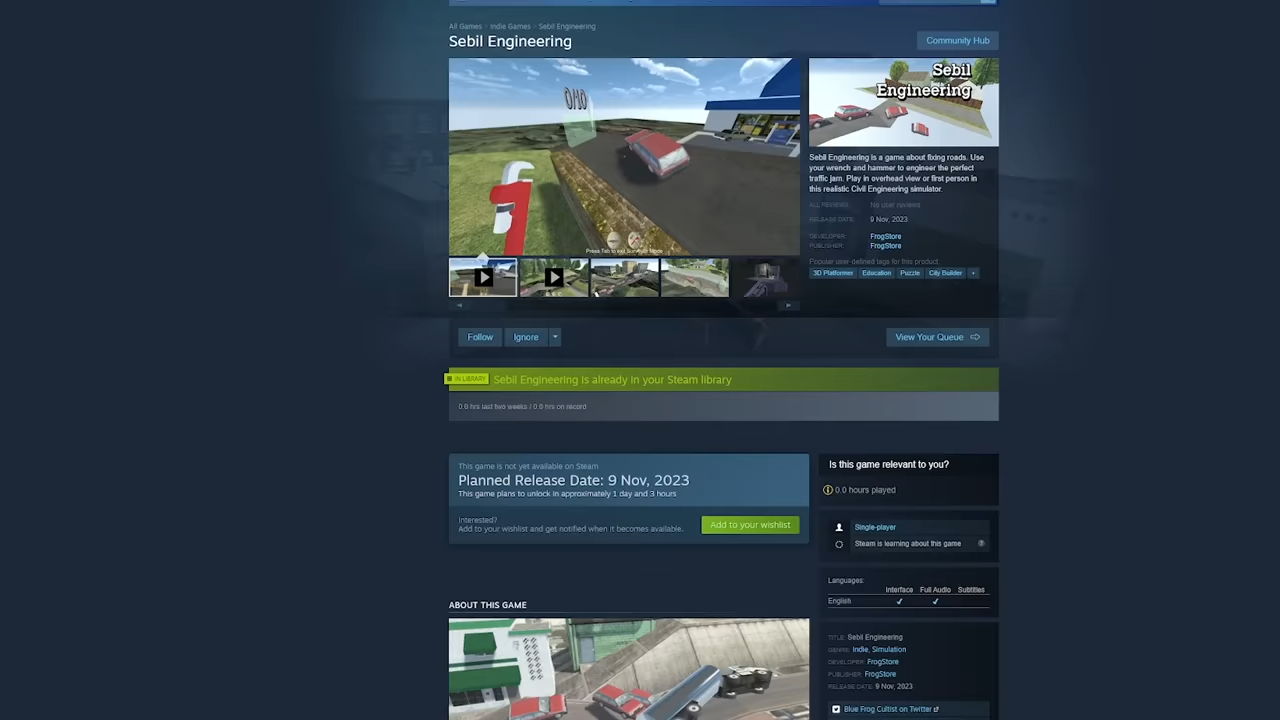 All Games > Indie Games > Sebil Engineering
Sebil Engineering
Community Hub
0/10
Press Tab to exit Survivor Mode
Sebil
Engineering
Sebil Engineering is a game about fixing roads. Use
your wrench and hammer to engineer the perfect
traffic jam. Play in overhead view or first person in
this realistic Civil Engineering simulator.
ALL REVIEWS: No user reviews
RELEASE DATE: 9 Nov, 2023
DEVELOPER: FrogStore
PUBLISHER: FrogStore
Popular user-defined tags for this product:
3D Platformer Education Puzzle City Builder +
Follow Ignore
View Your Queue
IN LIBRARY Sebil Engineering is already in your Steam library
0.0 hrs last two weeks / 0.0 hrs on record
This game is not yet available on Steam
Planned Release Date: 9 Nov, 2023
This game plans to unlock in approximately 1 day and 3 hours
Interested?
Add to your wishlist and get notified when it becomes available.
Add to your wishlist
Is this game relevant to you?
0.0 hours played
Single-player
Steam is learning about this game ?
Languages:
Interface Full Audio Subtitles
English ✔ ✔
ABOUT THIS GAME
TITLE: Sebil Engineering
GENRE: Indie, Simulation
DEVELOPER: FrogStore
PUBLISHER: FrogStore
RELEASE DATE: 9 Nov, 2023
Blue Frog Cultist on Twitter